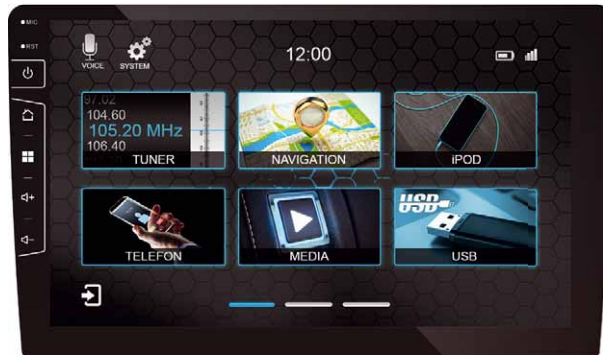 MIC
RST
12:00
VOICE
SYSTEM
97.02
104.60
105.20 MHz
106.40
TUNER
NAVIGATION
iPOD
TELEFON
MEDIA
USB
USB